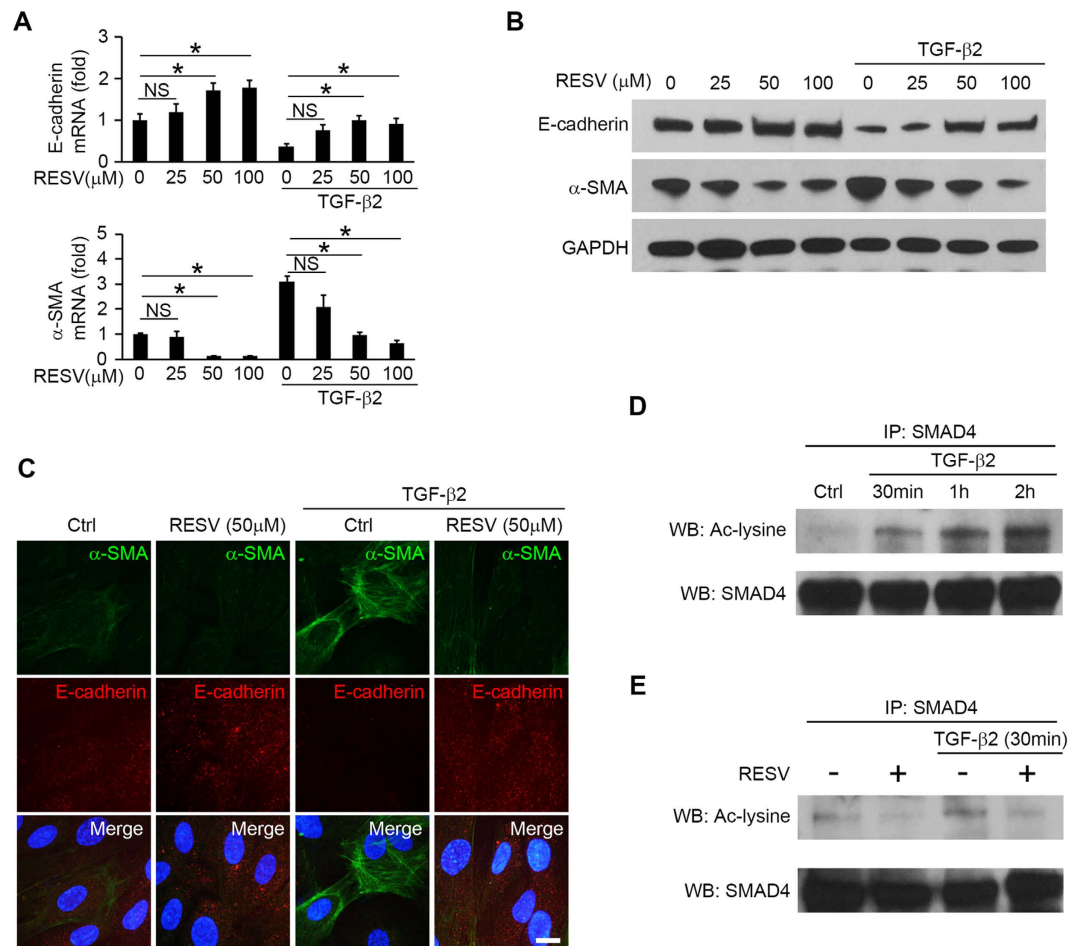 A
E-cadherin
mRNA (fold)
3
2
1
0
NS
*
*
NS
*
*
RESV(μM) 0 25 50 100 0 25 50 100
TGF-β2
α-SMA
mRNA (fold)
5
4
3
2
1
0
NS
*
*
NS
*
*
RESV(μM) 0 25 50 100 0 25 50 100
TGF-β2
B
TGF-β2
RESV (μM) 0 25 50 100 0 25 50 100
E-cadherin
α-SMA
GAPDH
C
TGF-β2
Ctrl RESV (50μM) Ctrl RESV (50μM)
α-SMA α-SMA α-SMA α-SMA
E-cadherin E-cadherin E-cadherin E-cadherin
Merge Merge Merge Merge
D
IP: SMAD4
TGF-β2
Ctrl 30min 1h 2h
WB: Ac-lysine
WB: SMAD4
E
IP: SMAD4
TGF-β2 (30min)
RESV - + - +
WB: Ac-lysine
WB: SMAD4